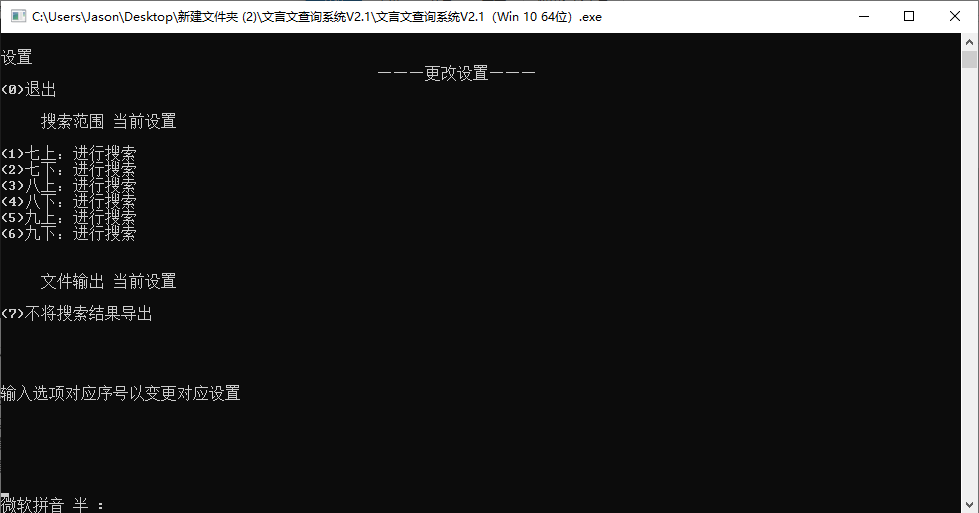 C:\Users\Jason\Desktop\新建文件夹 (2)\文言文查询系统V2.1\文言文查询系统V2.1（Win 10 64位）.exe
设置
———更改设置———
(0)退出
搜索范围 当前设置
(1)七上：进行搜索
(2)七下：进行搜索
(3)八上：进行搜索
(4)八下：进行搜索
(5)九上：进行搜索
(6)九下：进行搜索
文件输出 当前设置
(7)不将搜索结果导出
输入选项对应序号以变更对应设置
微软拼音 半 ：